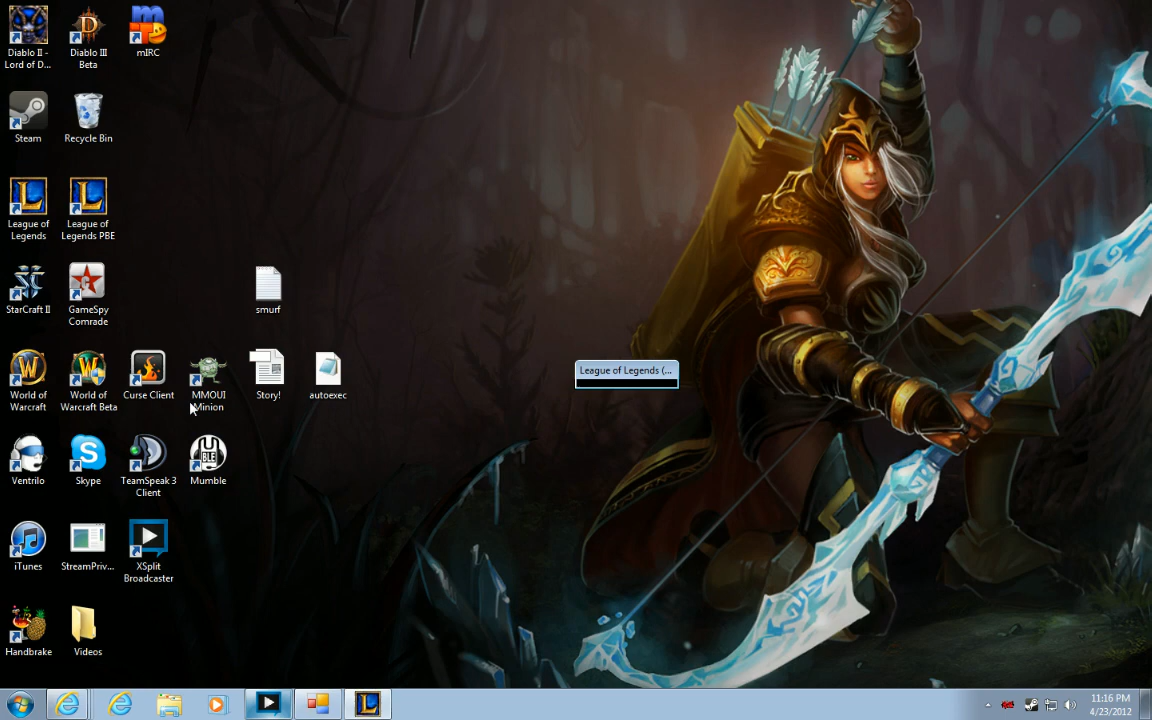 Diablo II -
Lord of D...
Diablo III
Beta
mIRC
Steam
Recycle Bin
League of
Legends
League of
Legends PBE
StarCraft II
GameSpy
Comrade
smurf
World of
Warcraft
World of
Warcraft Beta
Curse Client
MMOUI
Minion
Story!
autoexec
League of Legends (...
Ventrilo
Skype
TeamSpeak 3
Client
Mumble
iTunes
StreamPriv...
XSplit
Broadcaster
Handbrake
Videos
11:16 PM
4/23/2012